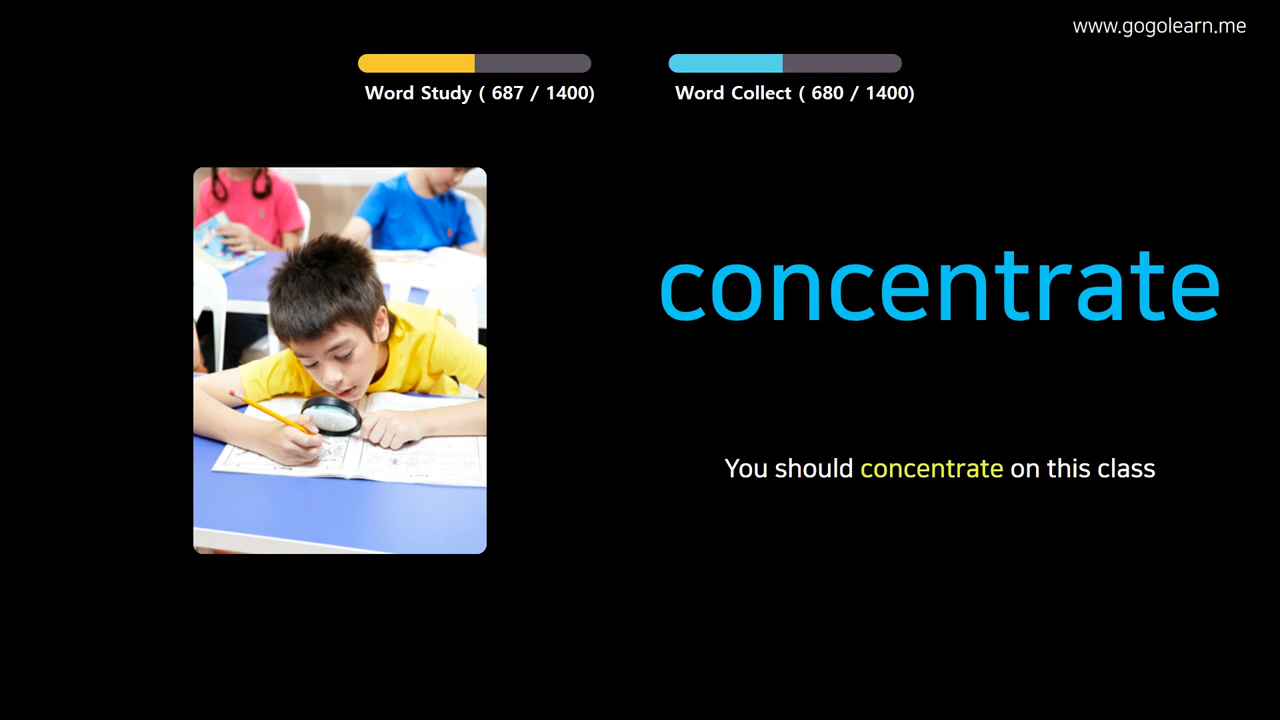 www.gogolearn.me
Word Study ( 687 / 1400)
Word Collect ( 680 / 1400)
concentrate
You should concentrate on this class